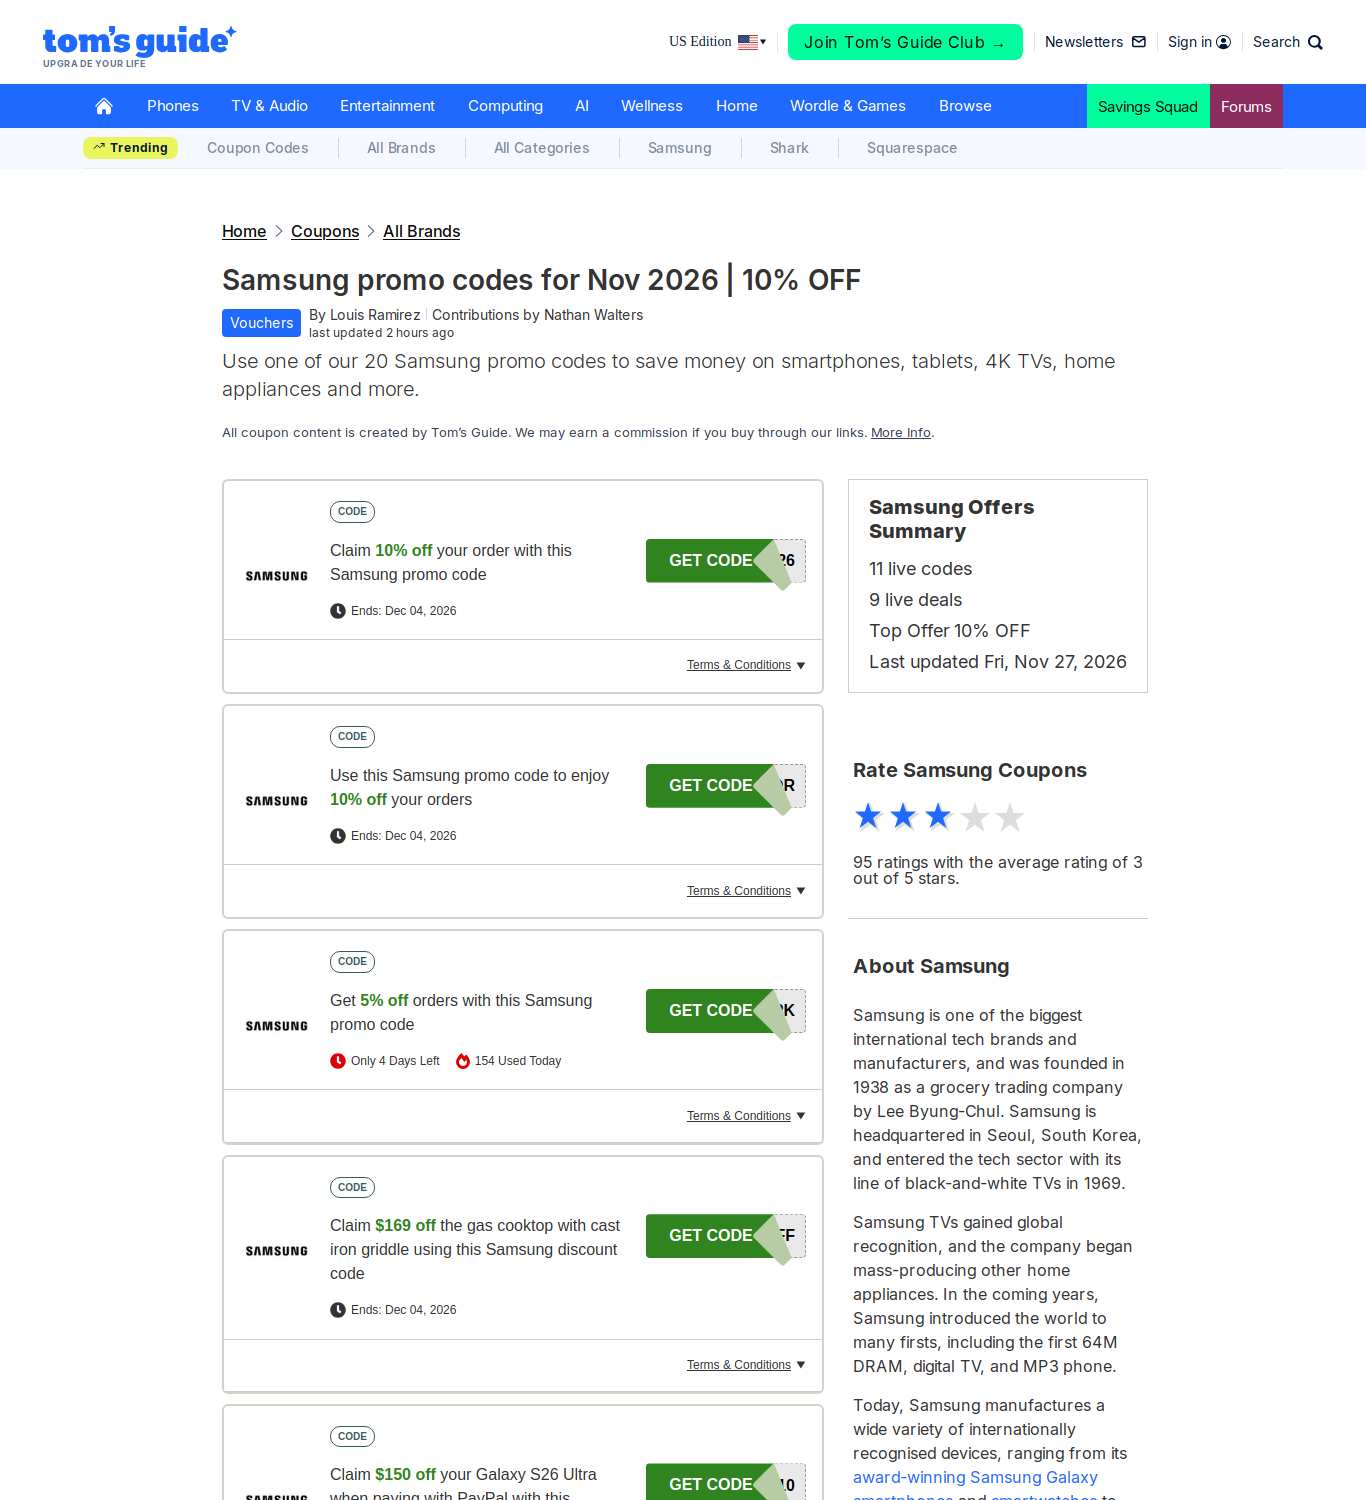 tom's guide
UPGRADE YOUR LIFE
US Edition
Join Tom’s Guide Club →
Newsletters
Sign in
Search
Phones
TV & Audio
Entertainment
Computing
AI
Wellness
Home
Wordle & Games
Browse
Savings Squad
Forums
Trending
Coupon Codes
All Brands
All Categories
Samsung
Shark
Squarespace
Home
Coupons
All Brands
Samsung promo codes for Nov 2026 | 10% OFF
Vouchers
By Louis Ramirez
Contributions by Nathan Walters
last updated 2 hours ago
Use one of our 20 Samsung promo codes to save money on smartphones, tablets, 4K TVs, home
appliances and more.
All coupon content is created by Tom’s Guide. We may earn a commission if you buy through our links. More Info.
CODE
SAMSUNG
Claim 10% off your order with this
Samsung promo code
Ends: Dec 04, 2026
GET CODE
26
Terms & Conditions
CODE
SAMSUNG
Use this Samsung promo code to enjoy
10% off your orders
Ends: Dec 04, 2026
GET CODE
R
Terms & Conditions
CODE
SAMSUNG
Get 5% off orders with this Samsung
promo code
Only 4 Days Left
154 Used Today
GET CODE
K
Terms & Conditions
CODE
SAMSUNG
Claim $169 off the gas cooktop with cast
iron griddle using this Samsung discount
code
Ends: Dec 04, 2026
GET CODE
FF
Terms & Conditions
CODE
SAMSUNG
Claim $150 off your Galaxy S26 Ultra
when paying with PayPal with this
GET CODE
10
Samsung Offers
Summary
11 live codes
9 live deals
Top Offer 10% OFF
Last updated Fri, Nov 27, 2026
Rate Samsung Coupons
95 ratings with the average rating of 3
out of 5 stars.
About Samsung
Samsung is one of the biggest
international tech brands and
manufacturers, and was founded in
1938 as a grocery trading company
by Lee Byung-Chul. Samsung is
headquartered in Seoul, South Korea,
and entered the tech sector with its
line of black-and-white TVs in 1969.
Samsung TVs gained global
recognition, and the company began
mass-producing other home
appliances. In the coming years,
Samsung introduced the world to
many firsts, including the first 64M
DRAM, digital TV, and MP3 phone.
Today, Samsung manufactures a
wide variety of internationally
recognised devices, ranging from its
award-winning Samsung Galaxy
smartphones and smartwatches to